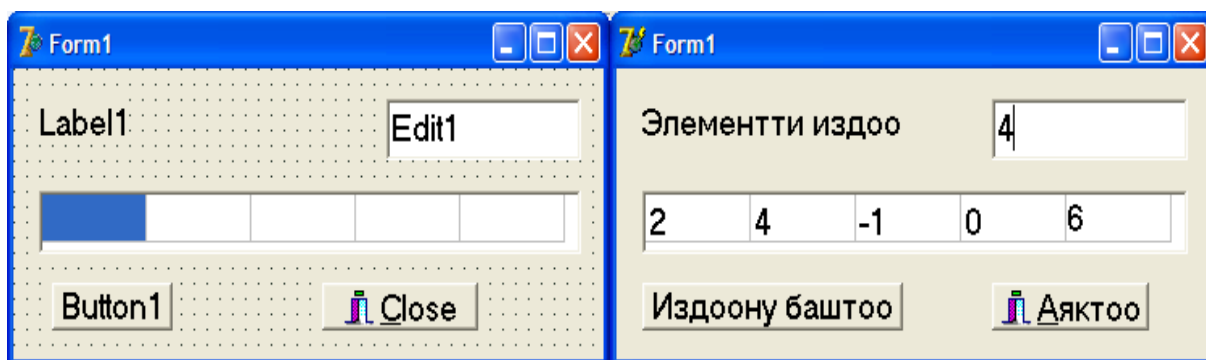 Form1
Label1 Edit1
Button1 Close
Form1
Элементти издоо 4
2 4 -1 0 6
Издоону баштоо Аяктоо